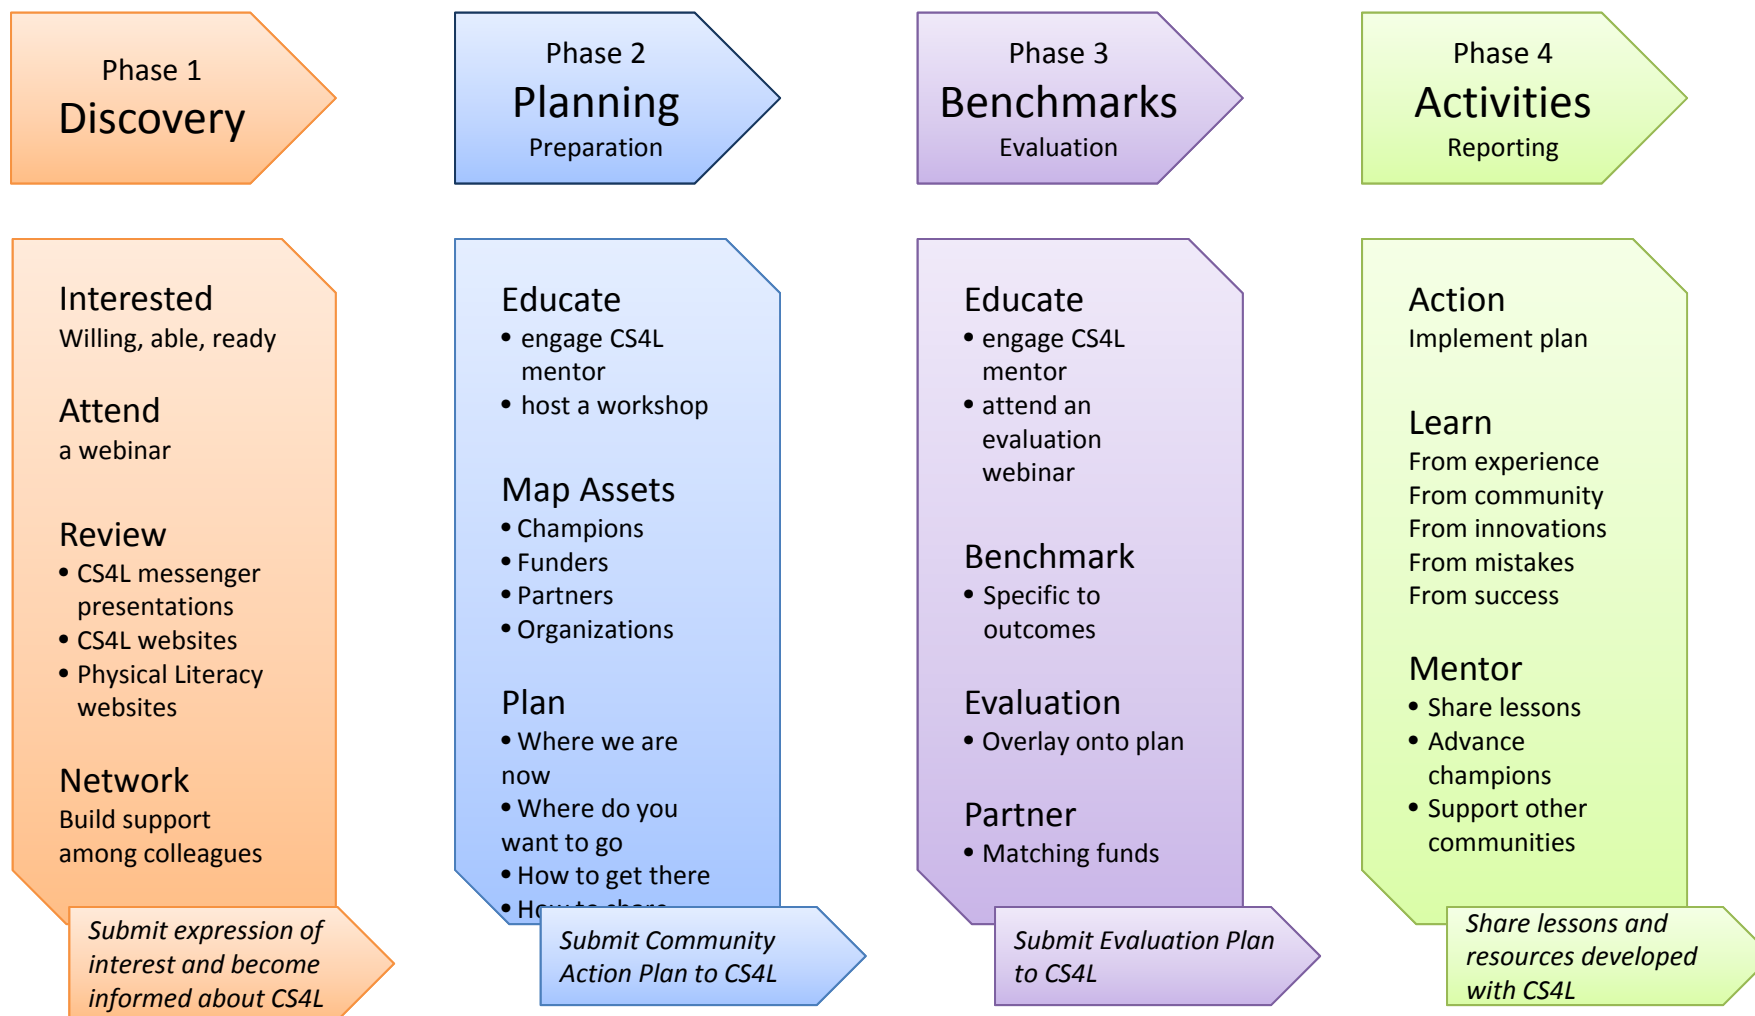 Phase 1
Discovery
Phase 2
Planning
Preparation
Phase 3
Benchmarks
Evaluation
Phase 4
Activities
Reporting
Interested
Willing, able, ready
Attend
a webinar
Review
• CS4L messenger
presentations
• CS4L websites
• Physical Literacy
websites
Network
Build support
among colleagues
Submit expression of
interest and become
informed about CS4L
Educate
• engage CS4L
mentor
• host a workshop
Map Assets
• Champions
• Funders
• Partners
• Organizations
Plan
• Where we are
now
• Where do you
want to go
• How to get there
• How to share
Submit Community
Action Plan to CS4L
Educate
• engage CS4L
mentor
• attend an
evaluation
webinar
Benchmark
• Specific to
outcomes
Evaluation
• Overlay onto plan
Partner
• Matching funds
Submit Evaluation Plan
to CS4L
Action
Implement plan
Learn
From experience
From community
From innovations
From mistakes
From success
Mentor
• Share lessons
• Advance
champions
• Support other
communities
Share lessons and
resources developed
with CS4L